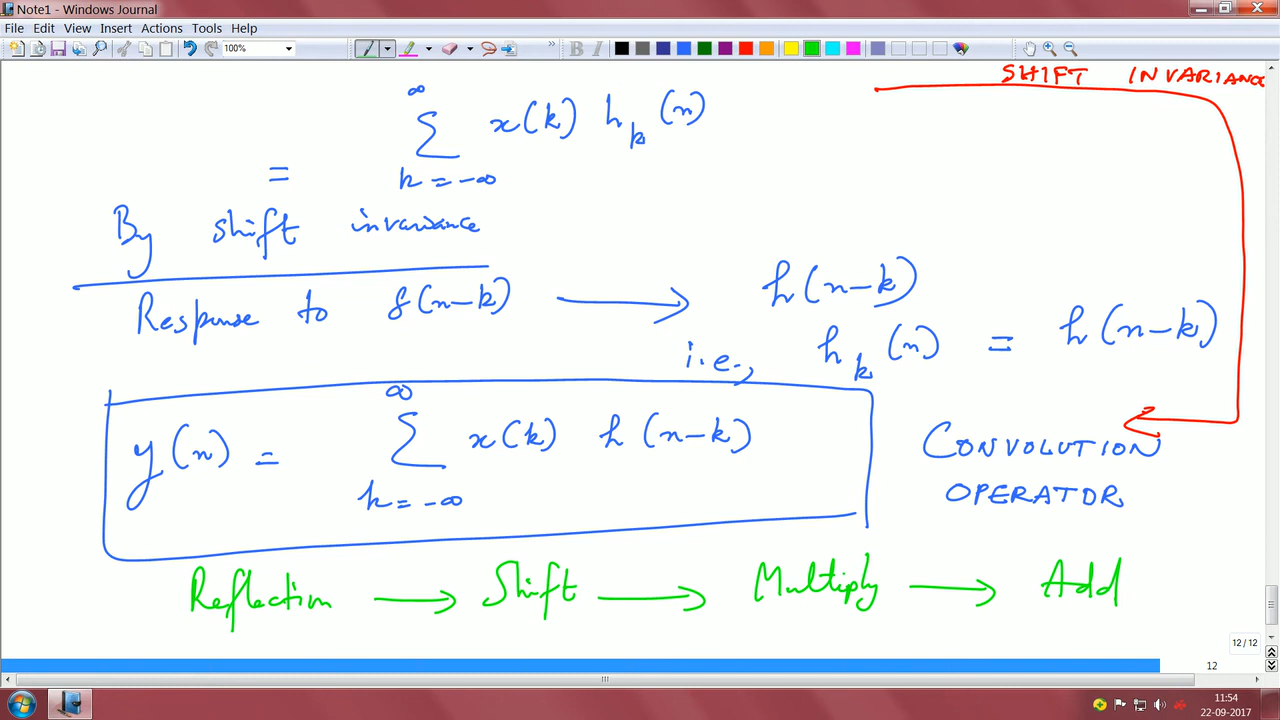 Note1 - Windows Journal
File Edit View Insert Actions Tools Help
100%
SHIFT INVARIANCE
= ∞ Σ k = -∞ x(k) h_k (n)
By shift invariance
Response to δ(n-k) → h(n-k)
i.e., h_k (n) = h(n-k)
y(n) = ∞ Σ k = -∞ x(k) h (n-k)
CONVOLUTION
OPERATOR
Reflection → Shift → Multiply → Add
12/12
12
11:54
22-09-2017